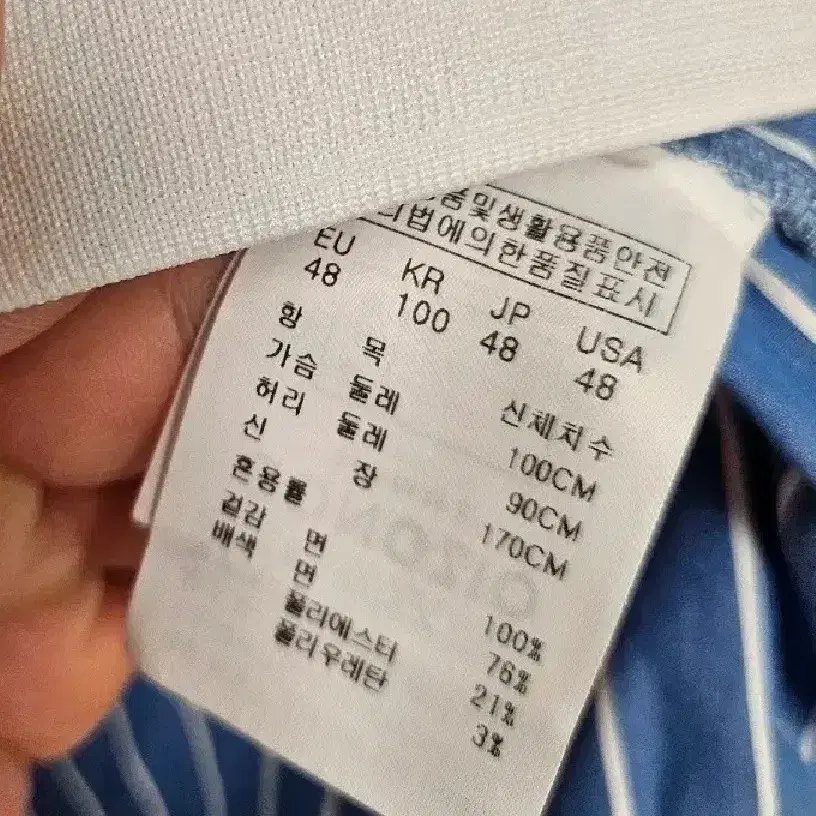 품및생활용품안전
의법에의한품질표시
EU KR JP USA
48 100 48 48
항 목 신체치수
가슴 둘레 100CM
허리 둘레 90CM
신 장 170CM
혼용률
겉감 면 100%
배색 면 76%
폴리에스터 21%
폴리우레탄 3%